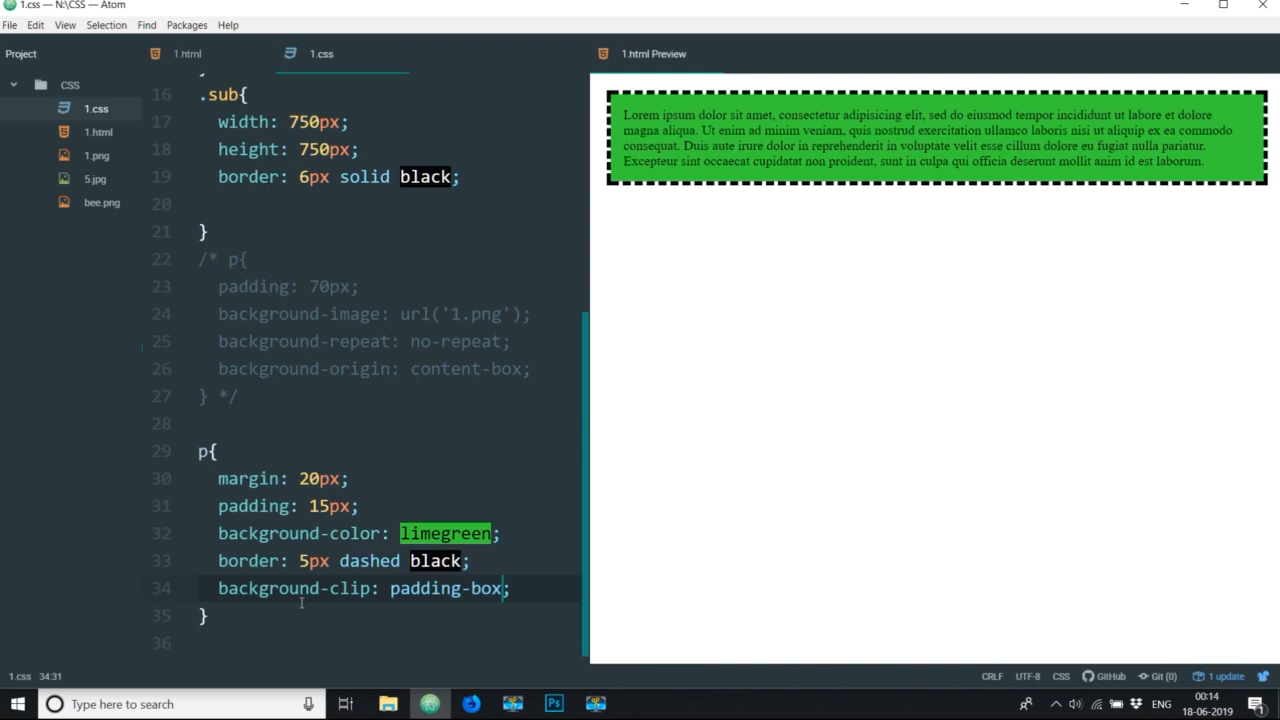 1.css — N:\CSS — Atom
File Edit View Selection Find Packages Help
Project
1.html
1.css
1.html Preview
CSS
1.css
1.html
1.png
5.jpg
bee.png
}
16 .sub{
17 width: 750px;
18 height: 750px;
19 border: 6px solid black;
20
21 }
22 /* p{
23 padding: 70px;
24 background-image: url('1.png');
25 background-repeat: no-repeat;
26 background-origin: content-box;
27 } */
28
29 p{
30 margin: 20px;
31 padding: 15px;
32 background-color: limegreen;
33 border: 5px dashed black;
34 background-clip: padding-box;
35 }
36
Lorem ipsum dolor sit amet, consectetur adipisicing elit, sed do eiusmod tempor incididunt ut labore et dolore
magna aliqua. Ut enim ad minim veniam, quis nostrud exercitation ullamco laboris nisi ut aliquip ex ea commodo
consequat. Duis aute irure dolor in reprehenderit in voluptate velit esse cillum dolore eu fugiat nulla pariatur.
Excepteur sint occaecat cupidatat non proident, sunt in culpa qui officia deserunt mollit anim id est laborum.
1.css 34:31
CRLF UTF-8 CSS GitHub Git (0) 1 update
Type here to search
Ps
ENG
00:14
18-06-2019
1